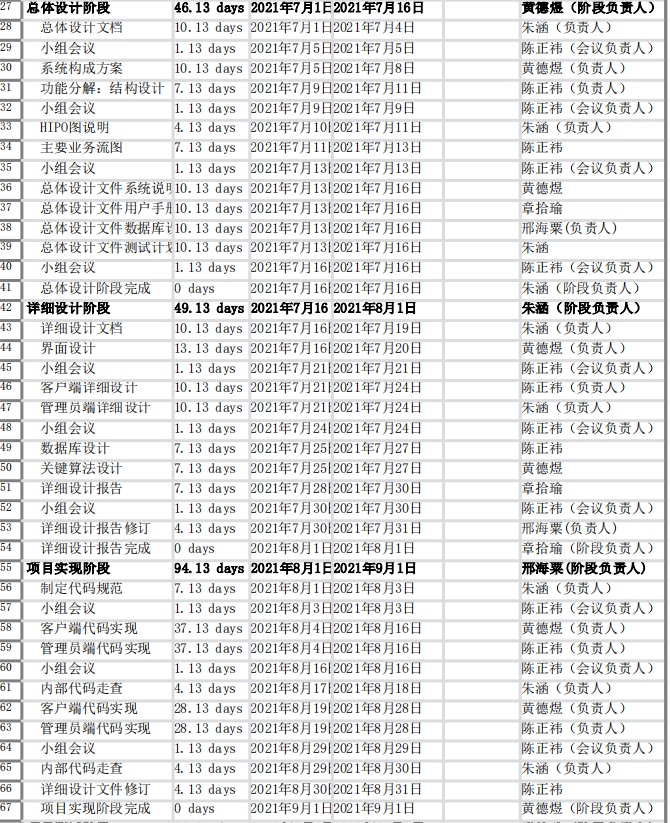 27 总体设计阶段 46.13 days 2021年7月1日 2021年7月16日 黄德煜（阶段负责人）
28 总体设计文档 10.13 days 2021年7月1日 2021年7月4日 朱涵（负责人）
29 小组会议 1.13 days 2021年7月5日 2021年7月5日 陈正祎（会议负责人）
30 系统构成方案 10.13 days 2021年7月5日 2021年7月8日 黄德煜（负责人）
31 功能分解：结构设计 7.13 days 2021年7月9日 2021年7月11日 陈正祎（负责人）
32 小组会议 1.13 days 2021年7月9日 2021年7月9日 陈正祎（会议负责人）
33 HIPO图说明 4.13 days 2021年7月10日 2021年7月11日 朱涵（负责人）
34 主要业务流图 7.13 days 2021年7月11日 2021年7月13日 陈正祎
35 小组会议 1.13 days 2021年7月13日 2021年7月13日 陈正祎（会议负责人）
36 总体设计文件系统说明 10.13 days 2021年7月13日 2021年7月16日 黄德煜
37 总体设计文件用户手册 10.13 days 2021年7月13日 2021年7月16日 章拾瑜
38 总体设计文件数据库设 10.13 days 2021年7月13日 2021年7月16日 邢海粟(负责人)
39 总体设计文件测试计划 10.13 days 2021年7月13日 2021年7月16日 朱涵
40 小组会议 1.13 days 2021年7月16日 2021年7月16日 陈正祎（会议负责人）
41 总体设计阶段完成 0 days 2021年7月16日 2021年7月16日 朱涵（阶段负责人）
42 详细设计阶段 49.13 days 2021年7月16 2021年8月1日 朱涵（阶段负责人）
43 详细设计文档 10.13 days 2021年7月16日 2021年7月19日 朱涵（负责人）
44 界面设计 13.13 days 2021年7月16日 2021年7月20日 黄德煜（负责人）
45 小组会议 1.13 days 2021年7月21日 2021年7月21日 陈正祎（会议负责人）
46 客户端详细设计 10.13 days 2021年7月21日 2021年7月24日 陈正祎（负责人）
47 管理员端详细设计 10.13 days 2021年7月21日 2021年7月24日 朱涵（负责人）
48 小组会议 1.13 days 2021年7月24日 2021年7月24日 陈正祎（会议负责人）
49 数据库设计 7.13 days 2021年7月25日 2021年7月27日 陈正祎
50 关键算法设计 7.13 days 2021年7月25日 2021年7月27日 黄德煜
51 详细设计报告 7.13 days 2021年7月28日 2021年7月30日 章拾瑜
52 小组会议 1.13 days 2021年7月30日 2021年7月30日 陈正祎（会议负责人）
53 详细设计报告修订 4.13 days 2021年7月30日 2021年7月31日 邢海粟(负责人)
54 详细设计报告完成 0 days 2021年8月1日 2021年8月1日 章拾瑜（阶段负责人）
55 项目实现阶段 94.13 days 2021年8月1日 2021年9月1日 邢海粟(阶段负责人)
56 制定代码规范 7.13 days 2021年8月1日 2021年8月3日 朱涵（负责人）
57 小组会议 1.13 days 2021年8月3日 2021年8月3日 陈正祎（会议负责人）
58 客户端代码实现 37.13 days 2021年8月4日 2021年8月16日 黄德煜（负责人）
59 管理员端代码实现 37.13 days 2021年8月4日 2021年8月16日 陈正祎（负责人）
60 小组会议 1.13 days 2021年8月16日 2021年8月16日 陈正祎（会议负责人）
61 内部代码走查 4.13 days 2021年8月17日 2021年8月18日 朱涵（负责人）
62 客户端代码实现 28.13 days 2021年8月19日 2021年8月28日 黄德煜（负责人）
63 管理员端代码实现 28.13 days 2021年8月19日 2021年8月28日 陈正祎（负责人）
64 小组会议 1.13 days 2021年8月29日 2021年8月29日 陈正祎（会议负责人）
65 内部代码走查 4.13 days 2021年8月29日 2021年8月30日 朱涵（负责人）
66 详细设计文件修订 4.13 days 2021年8月30日 2021年8月31日 陈正祎
67 项目实现阶段完成 0 days 2021年9月1日 2021年9月1日 黄德煜（阶段负责人）